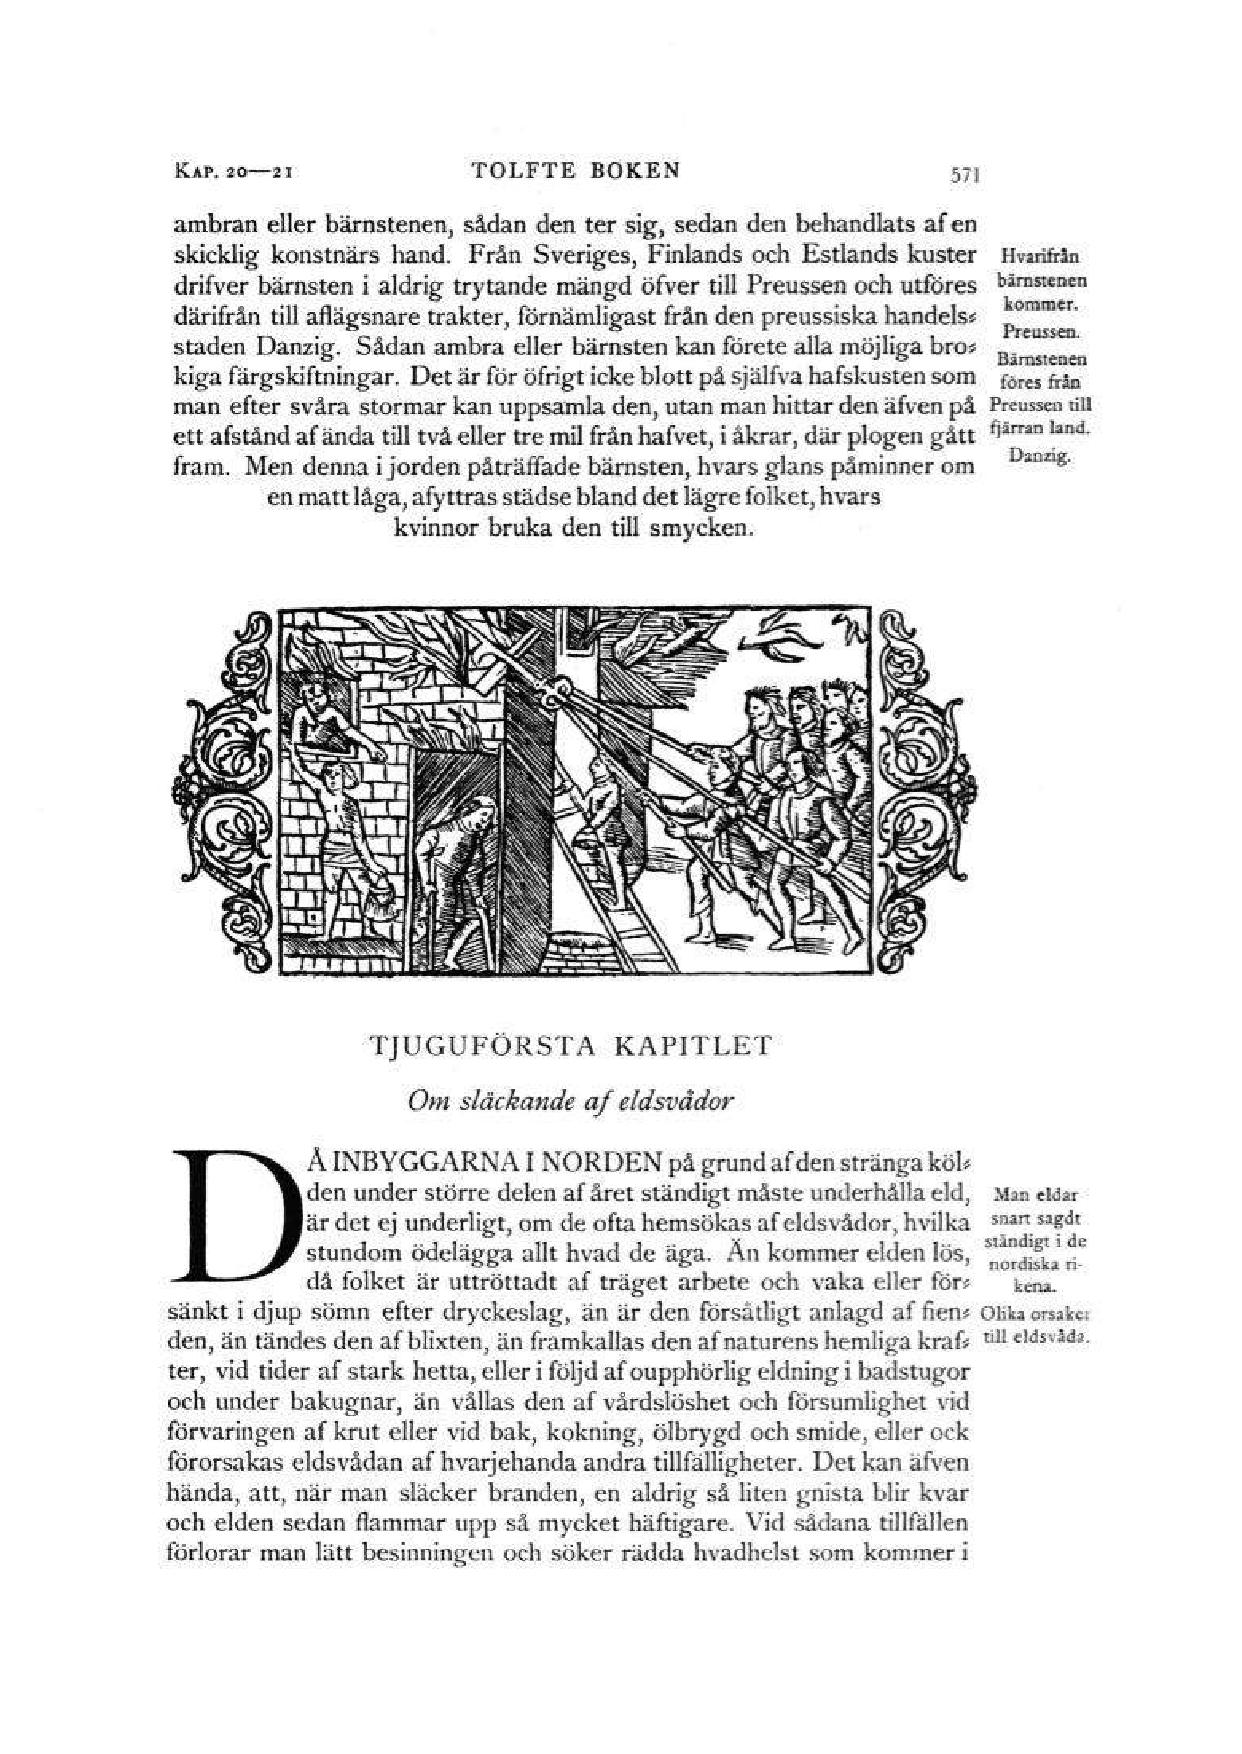 KAP. 20—21 TOLFTE BOKEN 571
ambran eller bärnstenen, sådan den ter sig, sedan den behandlats af en
skicklig konstnärs hand. Från Sveriges, Finlands och Estlands kuster
drifver bärnsten i aldrig trytande mängd öfver till Preussen och utföres
därifrån till aflägsnare trakter, förnämligast från den preussiska handels⸗
staden Danzig. Sådan ambra eller bärnsten kan förete alla möjliga bro⸗
kiga färgskiftningar. Det är för öfrigt icke blott på själfva hafskusten som
man efter svåra stormar kan uppsamla den, utan man hittar den äfven på
ett afstånd af ända till två eller tre mil från hafvet, i åkrar, där plogen gått
fram. Men denna i jorden påträffade bärnsten, hvars glans påminner om
en matt låga, afyttras städse bland det lägre folket, hvars
kvinnor bruka den till smycken.
Hvarifrån
bärnstenen
kommer.
Preussen.
Bärnstenen
föres från
Preussen till
fjärran land.
Danzig.
TJUGUFÖRSTA KAPITLET
Om släckande af eldsvådor
DÅ INBYGGARNA I NORDEN på grund af den stränga köl⸗
den under större delen af året ständigt måste underhålla eld,
är det ej underligt, om de ofta hemsökas af eldsvådor, hvilka
stundom ödelägga allt hvad de äga. Än kommer elden lös,
då folket är uttröttadt af träget arbete och vaka eller för⸗
sänkt i djup sömn efter dryckeslag, än är den försåtligt anlagd af fien⸗
den, än tändes den af blixten, än framkallas den af naturens hemliga kraf⸗
ter, vid tider af stark hetta, eller i följd af oupphörlig eldning i badstugor
och under bakugnar, än vållas den af vårdslöshet och försumlighet vid
förvaringen af krut eller vid bak, kokning, ölbrygd och smide, eller ock
förorsakas eldsvådan af hvarjehanda andra tillfälligheter. Det kan äfven
hända, att, när man släcker branden, en aldrig så liten gnista blir kvar
och elden sedan flammar upp så mycket häftigare. Vid sådana tillfällen
förlorar man lätt besinningen och söker rädda hvadhelst som kommer i
Man eldar
snart sagdt
ständigt i de
nordiska ri-
kena.
Olika orsaker
till eldsvåda.